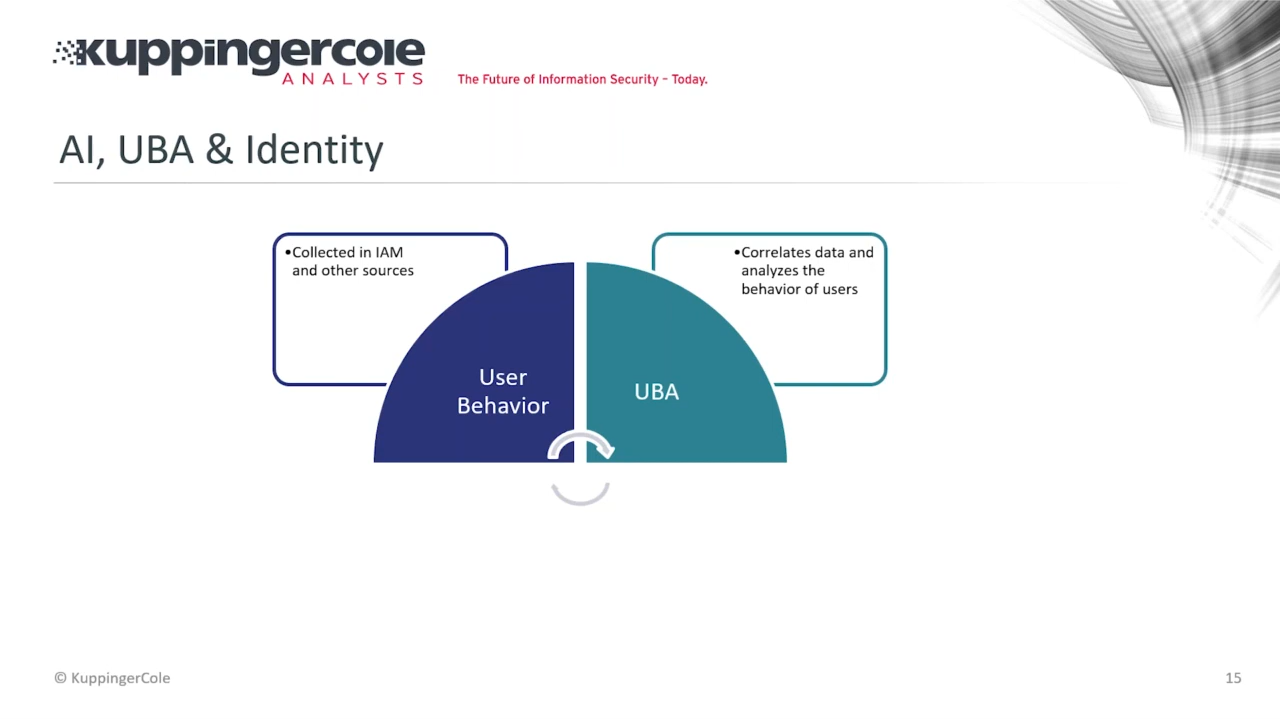 kuppingercole
ANALYSTS
The Future of Information Security – Today.
AI, UBA & Identity
•Collected in IAM
and other sources
•Correlates data and
analyzes the
behavior of users
User
Behavior
UBA
© KuppingerCole
15